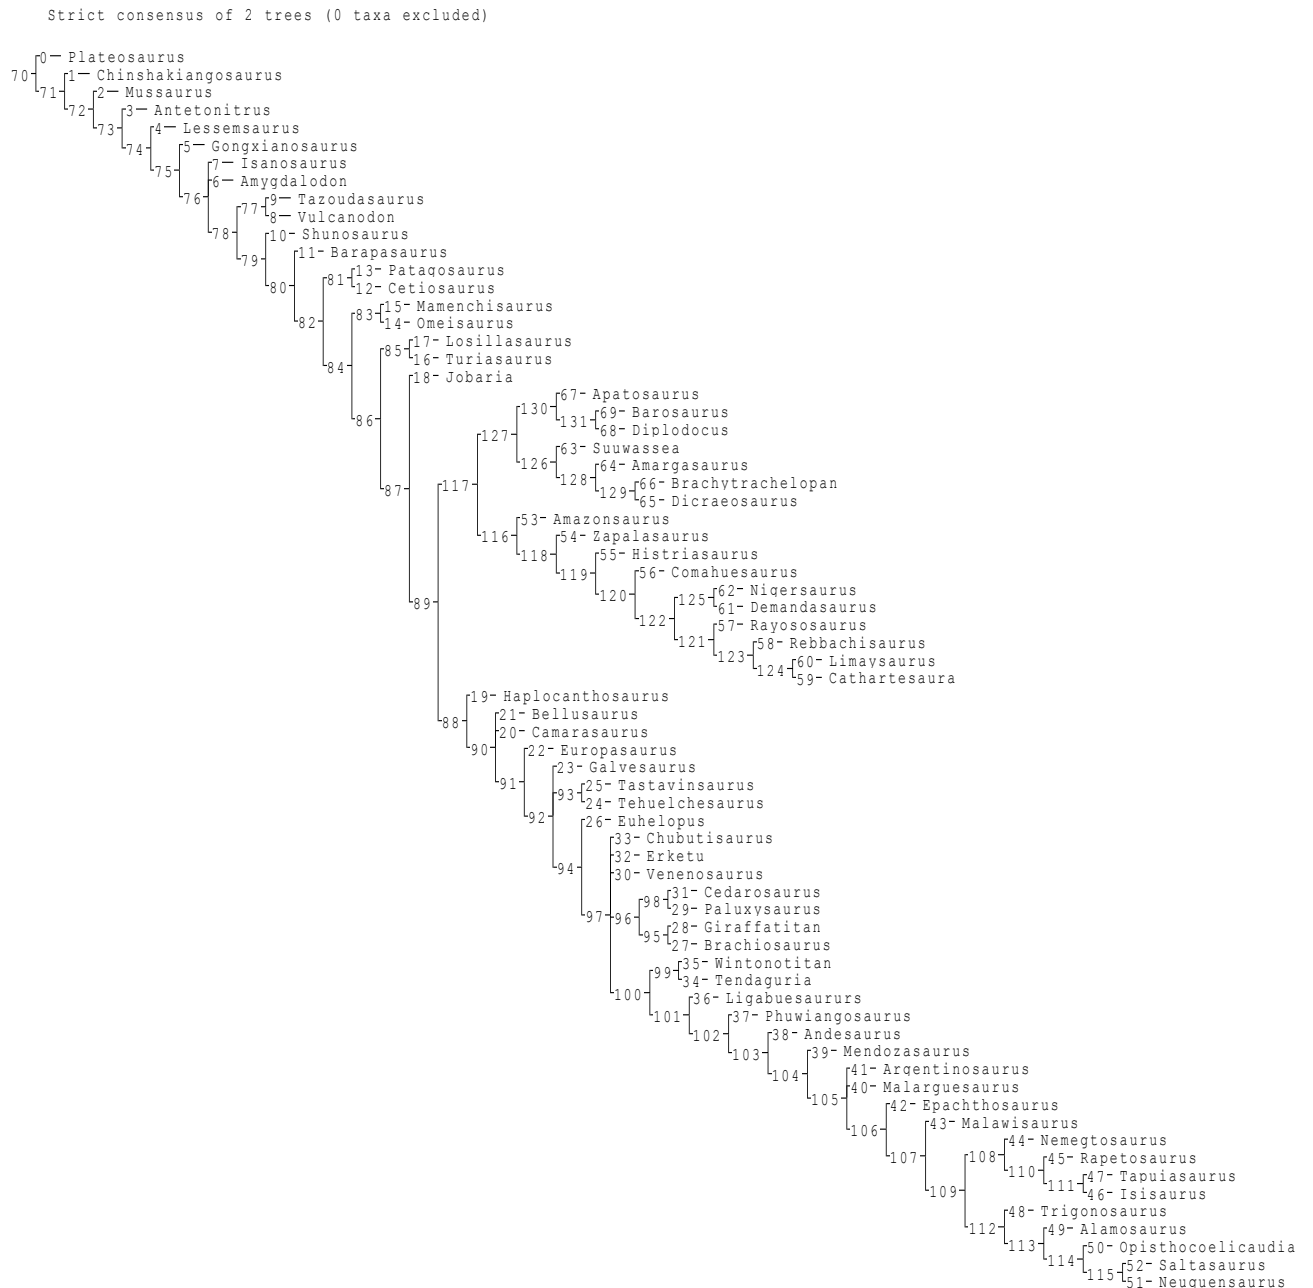 Strict consensus of 2 trees (0 taxa excluded)
0 Plateosaurus
70 1 Chinshakiangosaurus
71 2 Mussaurus
72 3 Antetonitrus
73 4 Lessemsaurus
74 5 Gongxianosaurus
7 Isanosaurus
75
6 Amygdalodon
76 9 Tazoudasaurus
77
8 Vulcanodon
78 10 Shunosaurus
11 Barapasaurus
79
81 13 Patagosaurus
80 12 Cetiosaurus
15 Mamenchisaurus
83
82 14 Omeisaurus
17 Losillasaurus
85
16 Turiasaurus
84
18 Jobaria
67 Apatosaurus
130
69 Barosaurus
86 131
68 Diplodocus
127
63 Suuwassea
126 64 Amargasaurus
128
66 Brachytrachelopan
87 117 129
65 Dicraeosaurus
53 Amazonsaurus
116 54 Zapalasaurus
118 55 Histriasaurus
119 56 Comahuesaurus
62 Nigersaurus
120 125
89 61 Demandasaurus
122
57 Rayososaurus
121 58 Rebbachisaurus
123 60 Limaysaurus
124
59 Cathartesaura
19 Haplocanthosaurus
21 Bellusaurus
88
20 Camarasaurus
90 22 Europasaurus
23 Galvesaurus
91 25 Tastavinsaurus
93
24 Tehuelchesaurus
92 26 Euhelopus
33 Chubutisaurus
32 Erketu
94
30 Venenosaurus
31 Cedarosaurus
98
29 Paluxysaurus
97 96
28 Giraffatitan
95
27 Brachiosaurus
35 Wintonotitan
99
34 Tendaguria
100 36 Ligabuesaururs
101 37 Phuwiangosaurus
102 38 Andesaurus
103 39 Mendozasaurus
104 41 Argentinosaurus
40 Malarguesaurus
105 42 Epachthosaurus
43 Malawisaurus
106
44 Nemegtosaurus
107 108 45 Rapetosaurus
110 47 Tapuiasaurus
111
109 46 Isisaurus
48 Trigonosaurus
112 49 Alamosaurus
113 50 Opisthocoelicaudia
114 52 Saltasaurus
115
51 Neuquensaurus